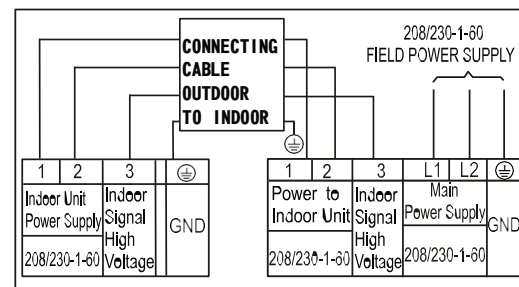 208/230-1-60
FIELD POWER SUPPLY
CONNECTING
CABLE
OUTDOOR
TO INDOOR
1 2 3
Indoor Unit
Power Supply
208/230-1-60
Indoor
Signal
High
Voltage
GND
1 2 3 L1 L2
Power to
Indoor Unit
208/230-1-60
Indoor
Signal
High
Voltage
Main
Power Supply
208/230-1-60
GND